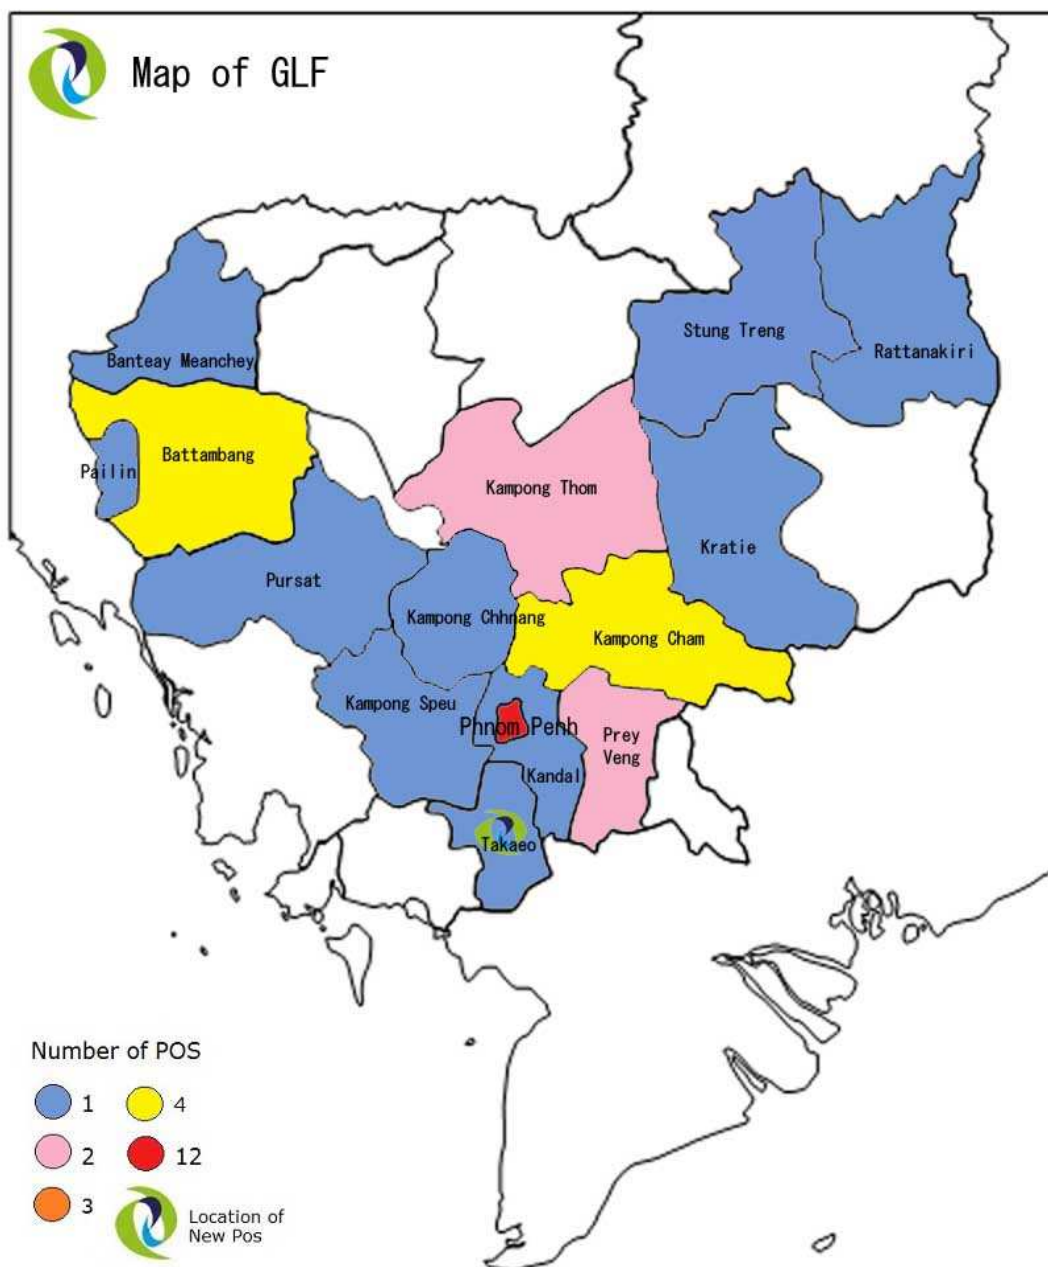 Map of GLF
Stung Treng
Rattanakiri
Banteay Meanchey
Battambang
Pailin
Kampong Thom
Kratie
Pursat
Kampong Chhnang
Kampong Cham
Kampong Speu
Phnom Penh
Prey
Veng
Kandal
Takaeo
Number of POS
1
4
2
12
3
Location of
New Pos